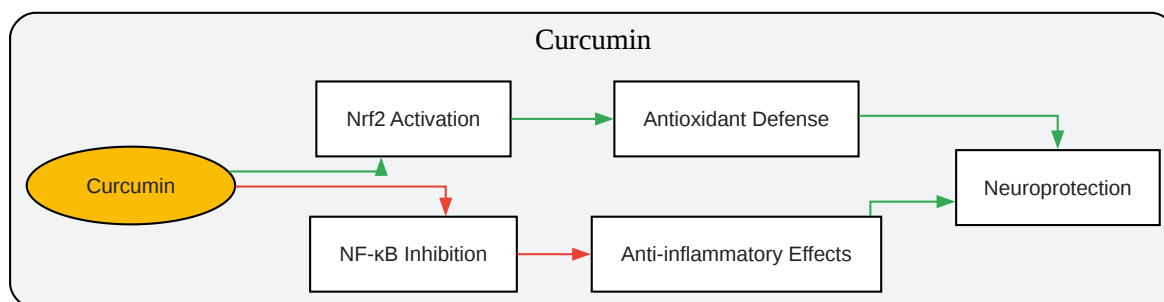 Curcumin
Nrf2 Activation
Antioxidant Defense
Curcumin
Neuroprotection
NF-κB Inhibition
Anti-inflammatory Effects